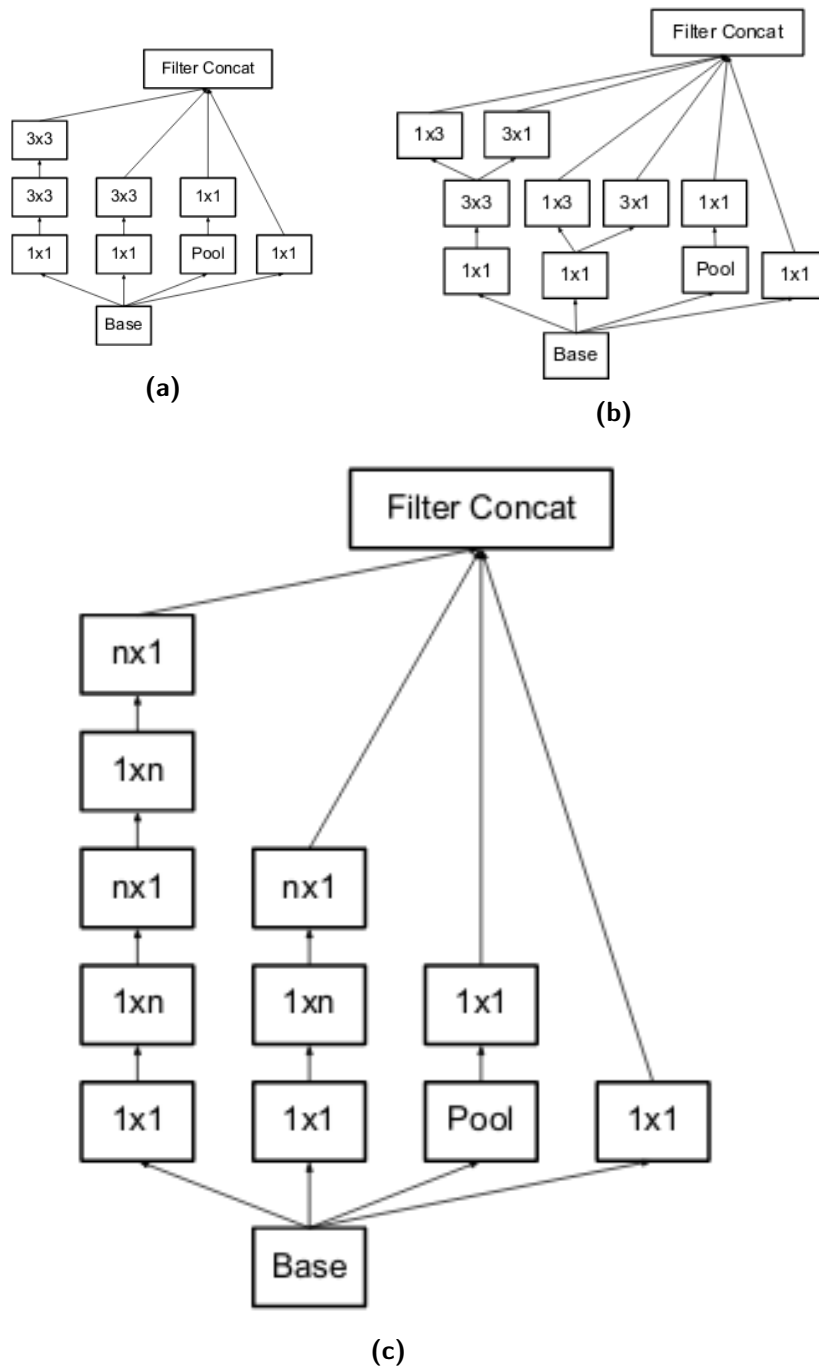 Filter Concat
3x3
3x3 3x3 1x1
1x1 1x1 Pool 1x1
Base
(a)
Filter Concat
1x3 3x1
3x3 1x3 3x1 1x1
1x1 1x1 Pool 1x1
Base
(b)
Filter Concat
nx1
1xn
nx1 nx1
1xn 1xn 1x1
1x1 1x1 Pool 1x1
Base
(c)